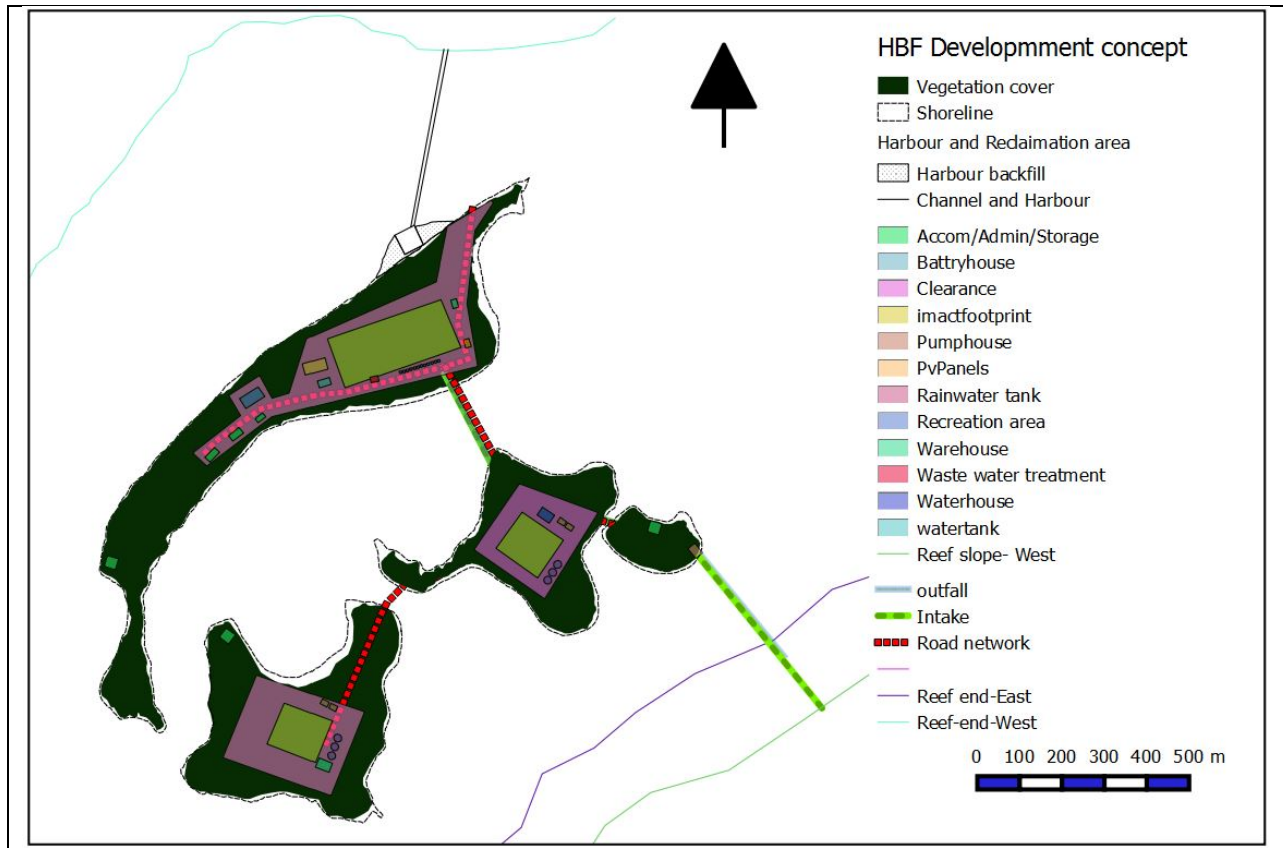 HBF Developmment concept
Vegetation cover
Shoreline
Harbour and Reclaimation area
Harbour backfill
Channel and Harbour
Accom/Admin/Storage
Battryhouse
Clearance
imactfootprint
Pumphouse
PvPanels
Rainwater tank
Recreation area
Warehouse
Waste water treatment
Waterhouse
watertank
Reef slope- West
outfall
Intake
Road network
Reef end-East
Reef-end-West
0 100 200 300 400 500 m